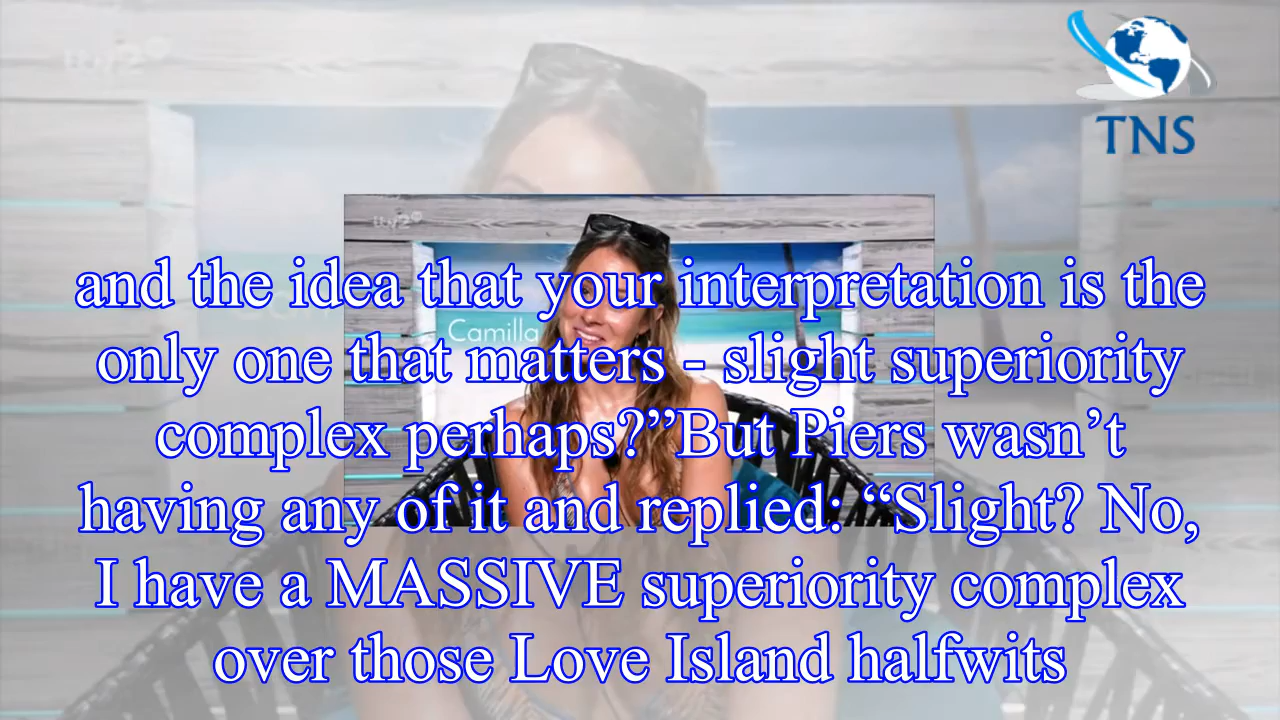 itv2
TNS
itv2
Camilla
and the idea that your interpretation is the
only one that matters - slight superiority
complex perhaps?”But Piers wasn’t
having any of it and replied: “Slight? No,
I have a MASSIVE superiority complex
over those Love Island halfwits